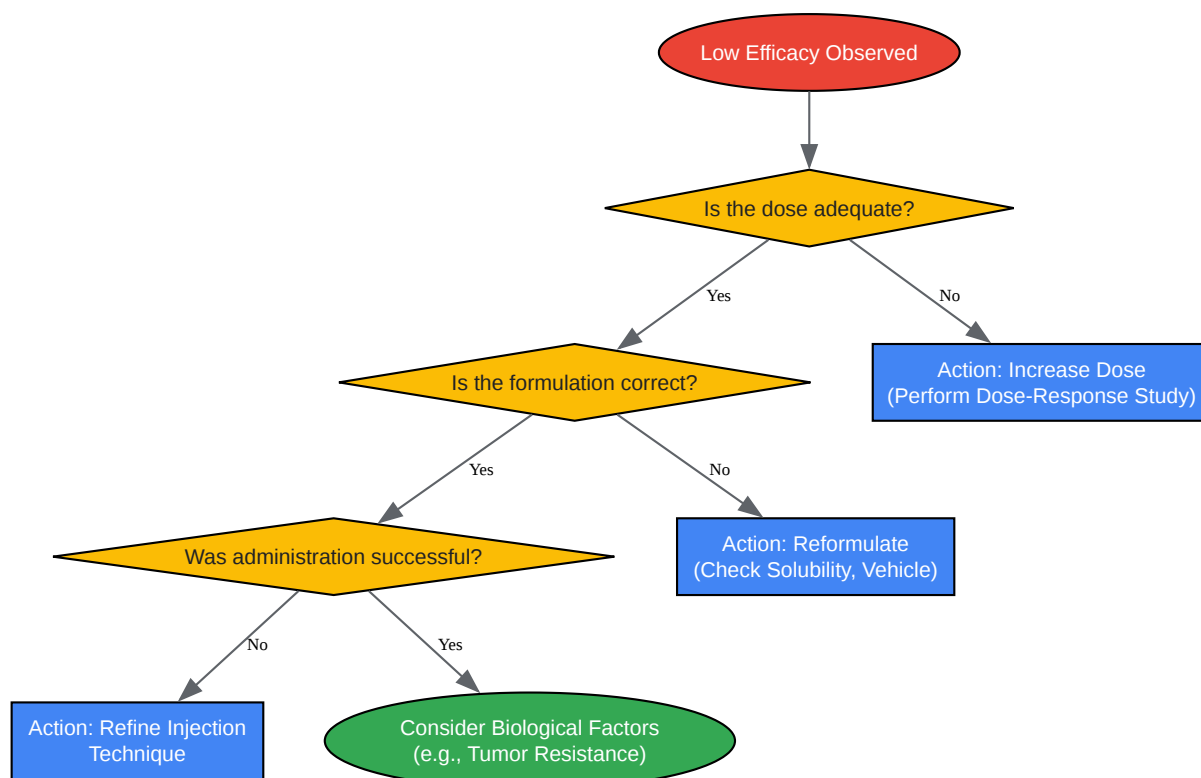 Low Efficacy Observed
Is the dose adequate?
Yes
No
Action: Increase Dose
(Perform Dose-Response Study)
Is the formulation correct?
Yes
No
Action: Reformulate
(Check Solubility, Vehicle)
Was administration successful?
No
Yes
Action: Refine Injection
Technique
Consider Biological Factors
(e.g., Tumor Resistance)